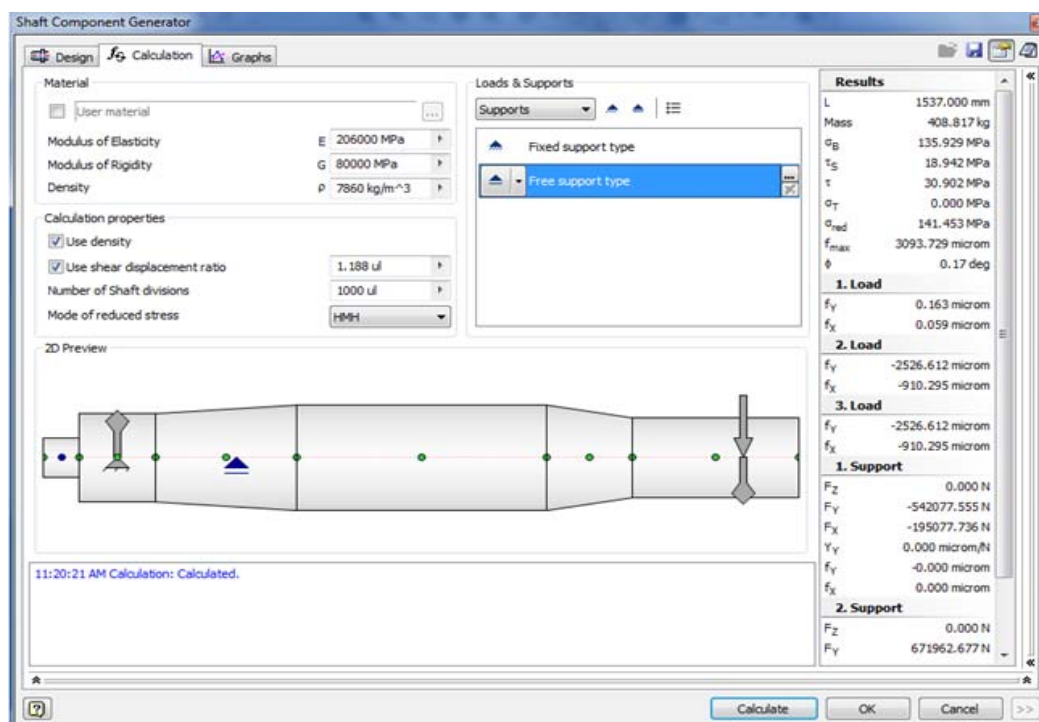 Shaft Component Generator
Design Calculation Graphs
Material
User material ...
Modulus of Elasticity E 206000 MPa
Modulus of Rigidity G 80000 MPa
Density ρ 7860 kg/m^3
Calculation properties
Use density
Use shear displacement ratio 1.188 ul
Number of Shaft divisions 1000 ul
Mode of reduced stress HMH
Loads & Supports
Supports
Fixed support type
Free support type ...
2D Preview
11:20:21 AM Calculation: Calculated.
Results
L 1537.000 mm
Mass 408.817 kg
σB 135.929 MPa
τS 18.942 MPa
τ 30.902 MPa
σT 0.000 MPa
σred 141.453 MPa
fmax 3093.729 microm
ϕ 0.17 deg
1. Load
fY 0.163 microm
fX 0.059 microm
2. Load
fY -2526.612 microm
fX -910.295 microm
3. Load
fY -2526.612 microm
fX -910.295 microm
1. Support
FZ 0.000 N
FY -542077.555 N
FX -195077.736 N
YY 0.000 microm/N
fY -0.000 microm
fX 0.000 microm
2. Support
FZ 0.000 N
FY 671962.677 N
Calculate OK Cancel >>